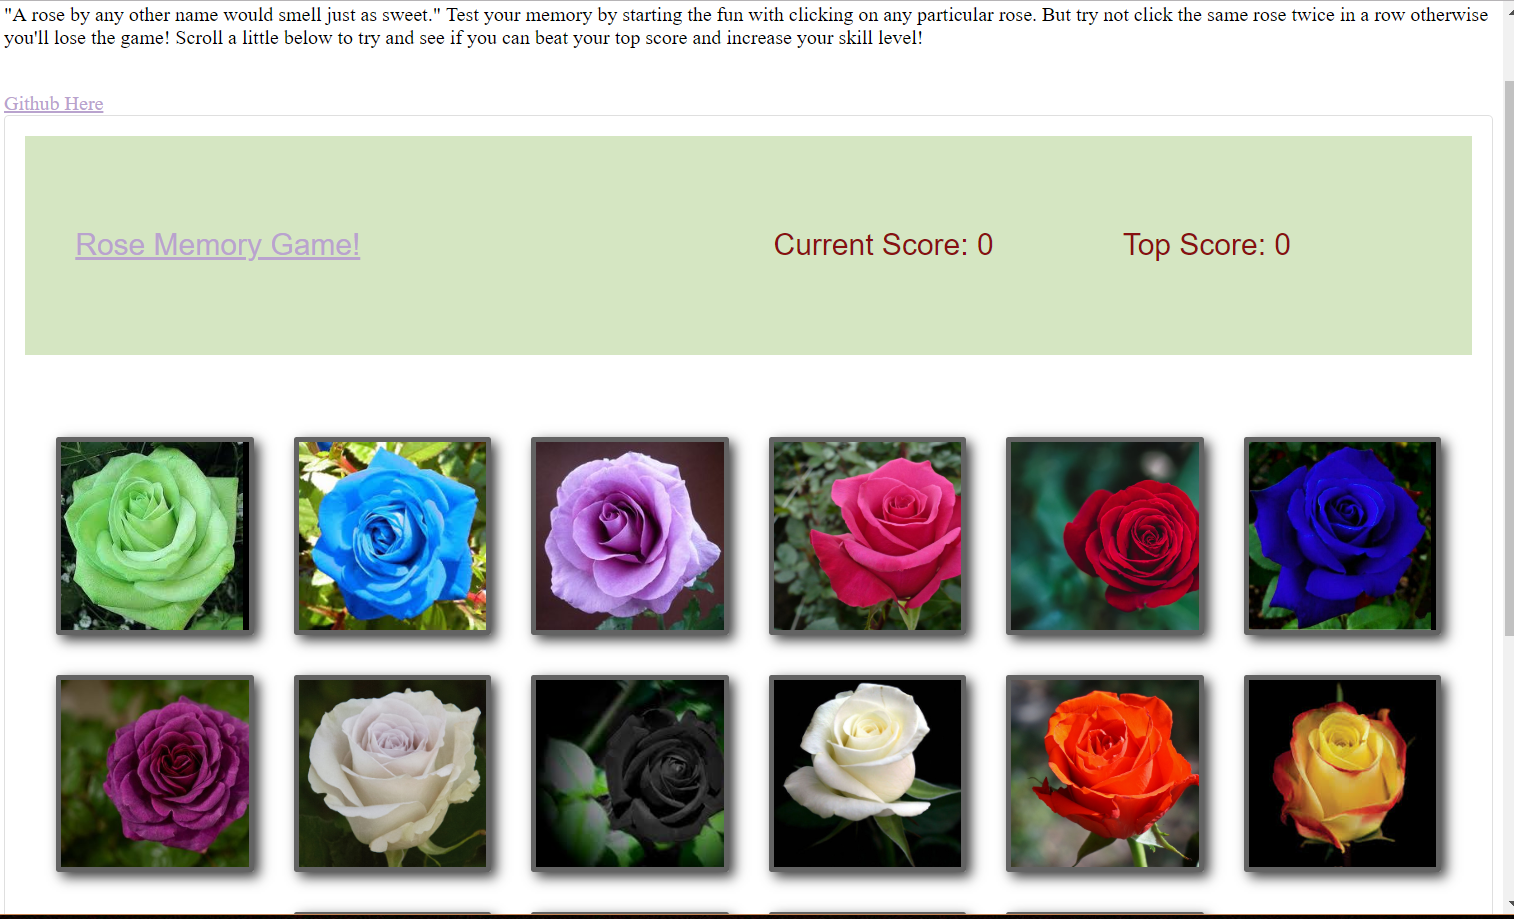 "A rose by any other name would smell just as sweet." Test your memory by starting the fun with clicking on any particular rose. But try not click the same rose twice in a row otherwise
you'll lose the game! Scroll a little below to try and see if you can beat your top score and increase your skill level!
Github Here
Rose Memory Game! Current Score: 0 Top Score: 0